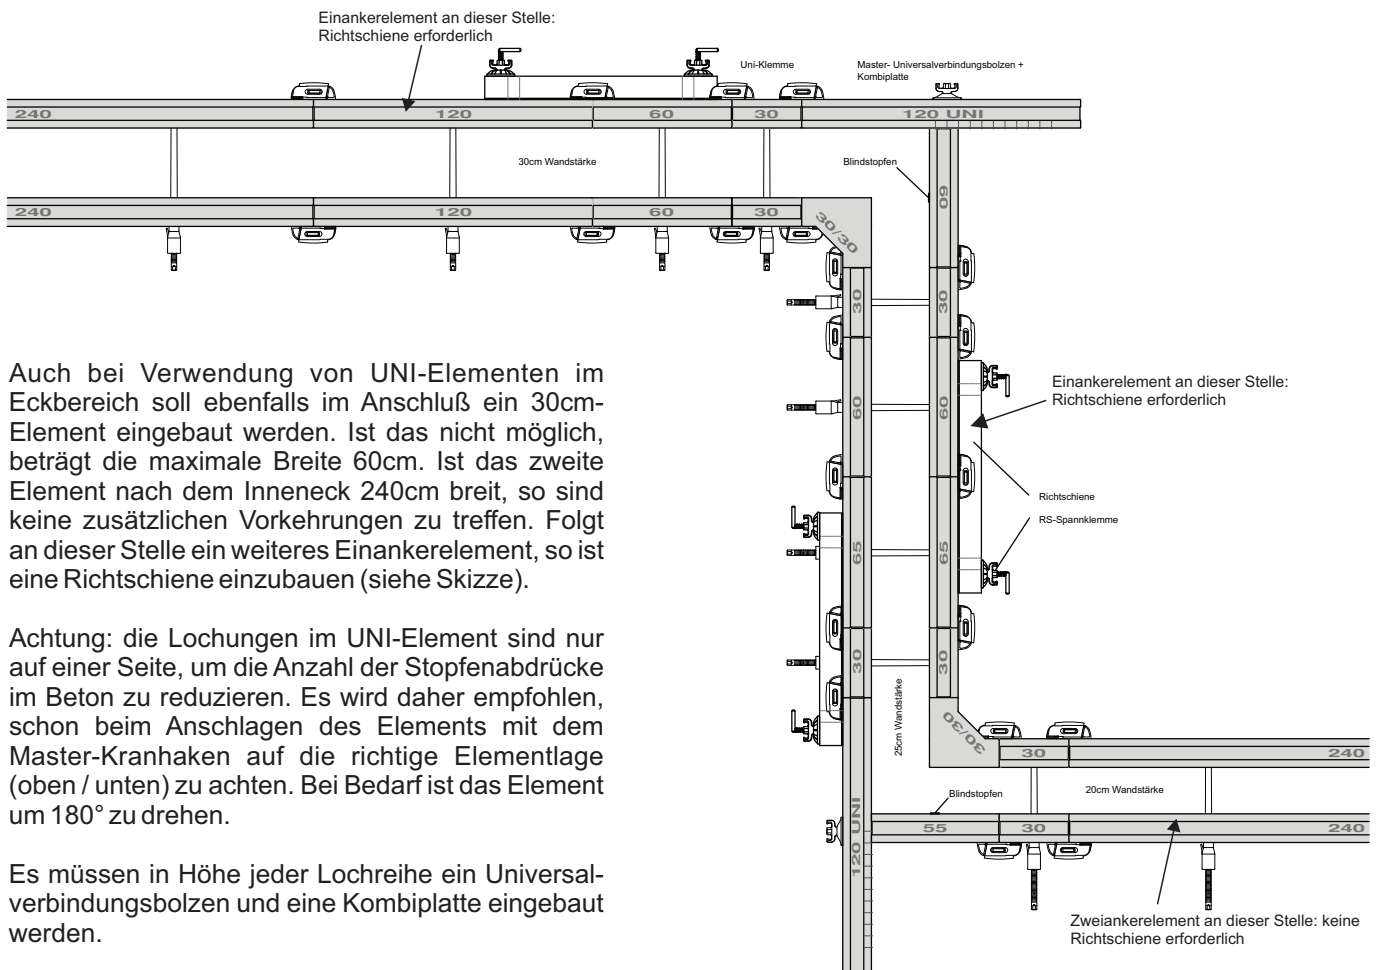 Einankerelement an dieser Stelle:
Richtschiene erforderlich
Uni-Klemme
Master- Universalverbindungsbolzen +
Kombiplatte
240
120
60
30
120 UNI
30cm Wandstärke
Blindstopfen
60
240
120
60
30
30/30
30
30
60
60
65
65
30
30
Einankerelement an dieser Stelle:
Richtschiene erforderlich
Richtschiene
RS-Spannklemme
Auch bei Verwendung von UNI-Elementen im
Eckbereich soll ebenfalls im Anschluß ein 30cm-
Element eingebaut werden. Ist das nicht möglich,
beträgt die maximale Breite 60cm. Ist das zweite
Element nach dem Inneneck 240cm breit, so sind
keine zusätzlichen Vorkehrungen zu treffen. Folgt
an dieser Stelle ein weiteres Einankerelement, so ist
eine Richtschiene einzubauen (siehe Skizze).
Achtung: die Lochungen im UNI-Element sind nur
auf einer Seite, um die Anzahl der Stopfenabdrücke
im Beton zu reduzieren. Es wird daher empfohlen,
schon beim Anschlagen des Elements mit dem
Master-Kranhaken auf die richtige Elementlage
(oben / unten) zu achten. Bei Bedarf ist das Element
um 180° zu drehen.
Es müssen in Höhe jeder Lochreihe ein Universal-
verbindungsbolzen und eine Kombiplatte eingebaut
werden.
25cm Wandstärke
30/30
30
240
Blindstopfen
20cm Wandstärke
120 UNI
55
30
240
Zweiankerelement an dieser Stelle: keine
Richtschiene erforderlich